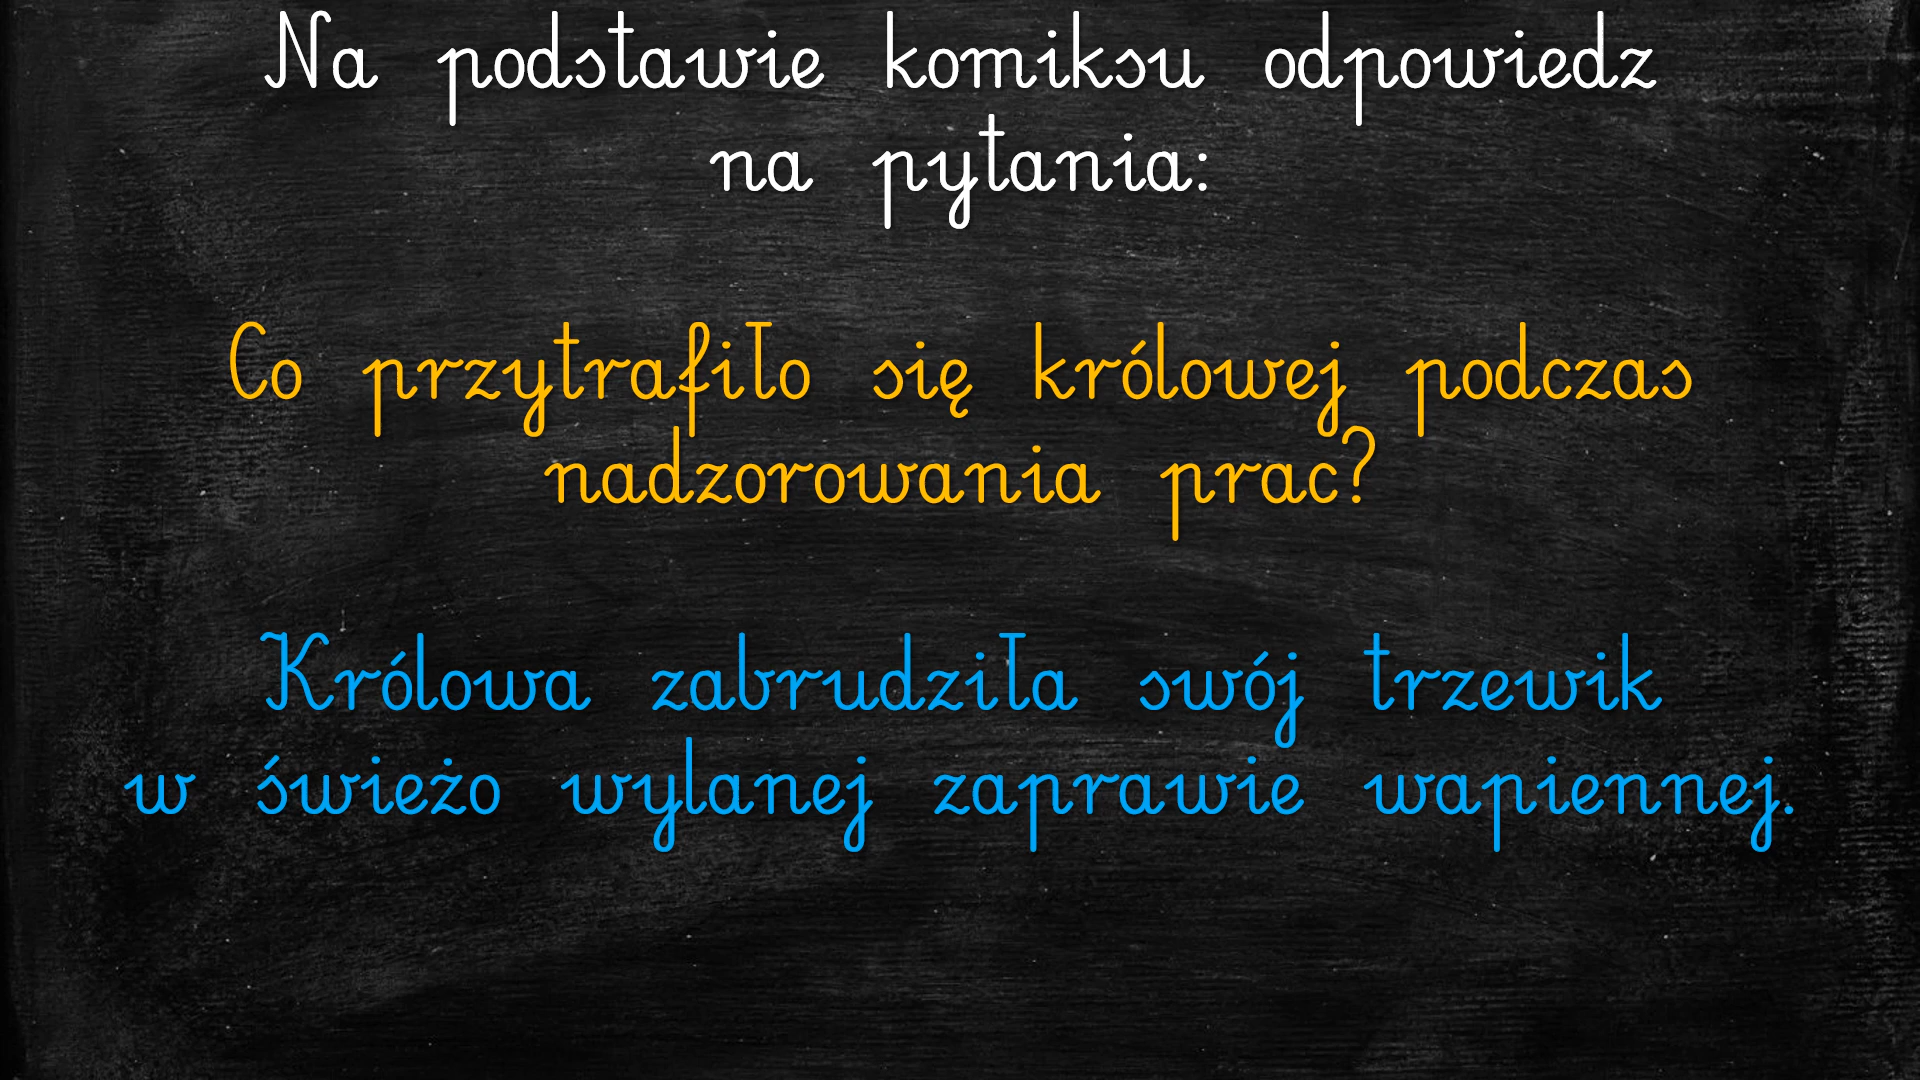 Na podstawie komiksu odpowiedz
na pytania:
Co przytrafiło się królowej podczas
nadzorowania prac?
Królowa zabrudziła swój trzewik
w świeżo wylanej zaprawie wapiennej.